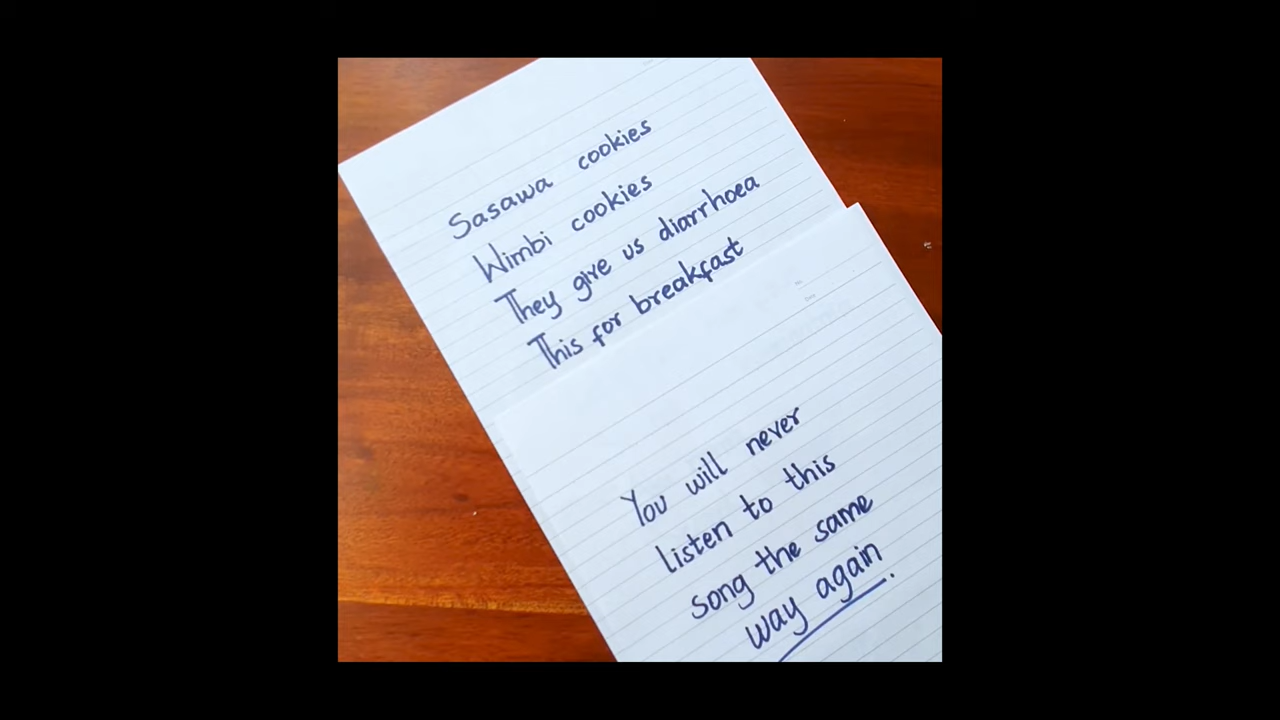 Sasawa cookies
Wimbi cookies
They give us diarrhoea
This for breakfast
You will never
listen to this
song the same
way again.